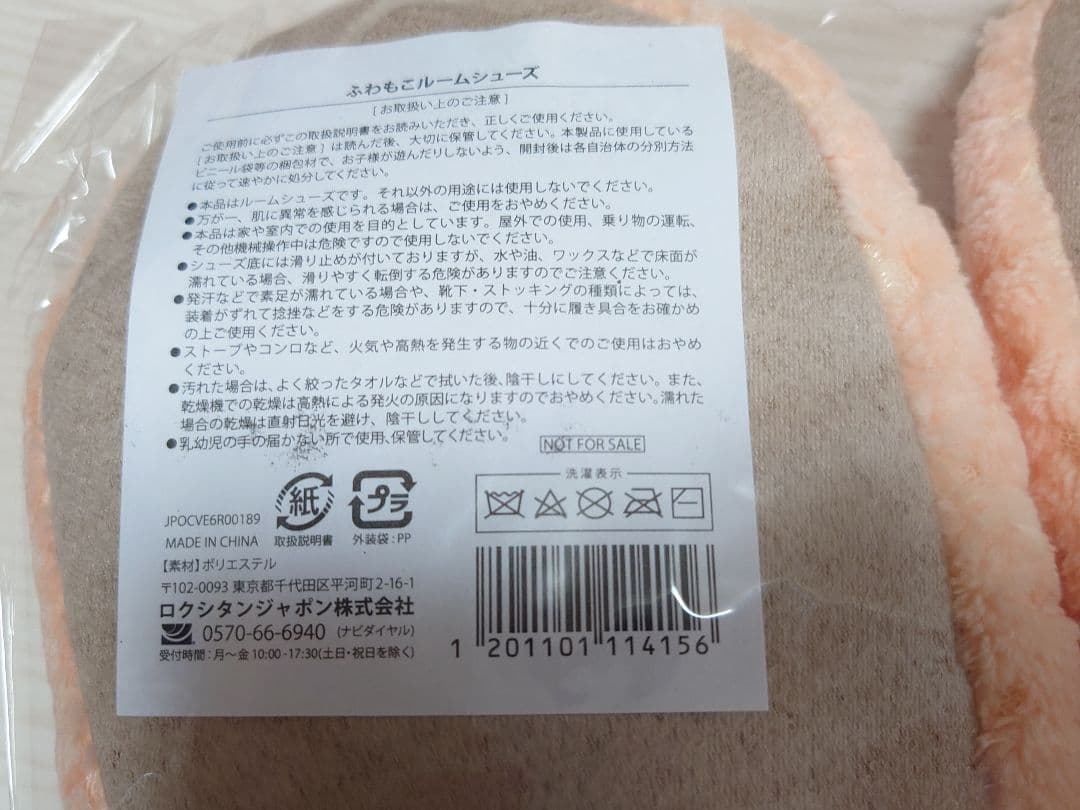 ふわもこルームシューズ
[お取扱い上のご注意]
ご使用前に必ずこの取扱説明書をお読みいただき、正しくご使用ください。
[お取扱い上のご注意]は読んだ後、大切に保管してください。本製品に使用している
ビニール袋等の梱包材で、お子様が遊んだりしないよう、開封後は各自治体の分別方法
に従って速やかに処分してください。
●本品はルームシューズです。それ以外の用途には使用しないでください。
●万が一、肌に異常を感じられる場合は、ご使用をおやめください。
●本品は家や室内での使用を目的としています。屋外での使用、乗り物の運転、
その他機械操作中は危険ですので使用しないでください。
●シューズ底には滑り止めが付いておりますが、水や油、ワックスなどで床面が
濡れている場合、滑りやすく転倒する危険がありますのでご注意ください。
●発汗などで素足が濡れている場合や、靴下・ストッキングの種類によっては、
装着がずれて捻挫などをする危険がありますので、十分に履き具合をお確かめ
の上ご使用ください。
●ストーブやコンロなど、火気や高熱を発生する物の近くでのご使用はおやめ
ください。
●汚れた場合は、よく絞ったタオルなどで拭いた後、陰干しにしてください。また、
乾燥機での乾燥は高熱による発火の原因になりますのでおやめください。濡れた
場合の乾燥は直射日光を避け、陰干ししてください。
●乳幼児の手の届かない所で使用、保管してください。
NOT FOR SALE
洗濯表示
紙
プラ
JPOCVE6R00189
MADE IN CHINA
取扱説明書
外装袋:PP
【素材】ポリエステル
〒102-0093 東京都千代田区平河町2-16-1
ロクシタンジャポン株式会社
0570-66-6940 (ナビダイヤル)
受付時間:月〜金 10:00-17:30(土日・祝日を除く)
1 201101 114156